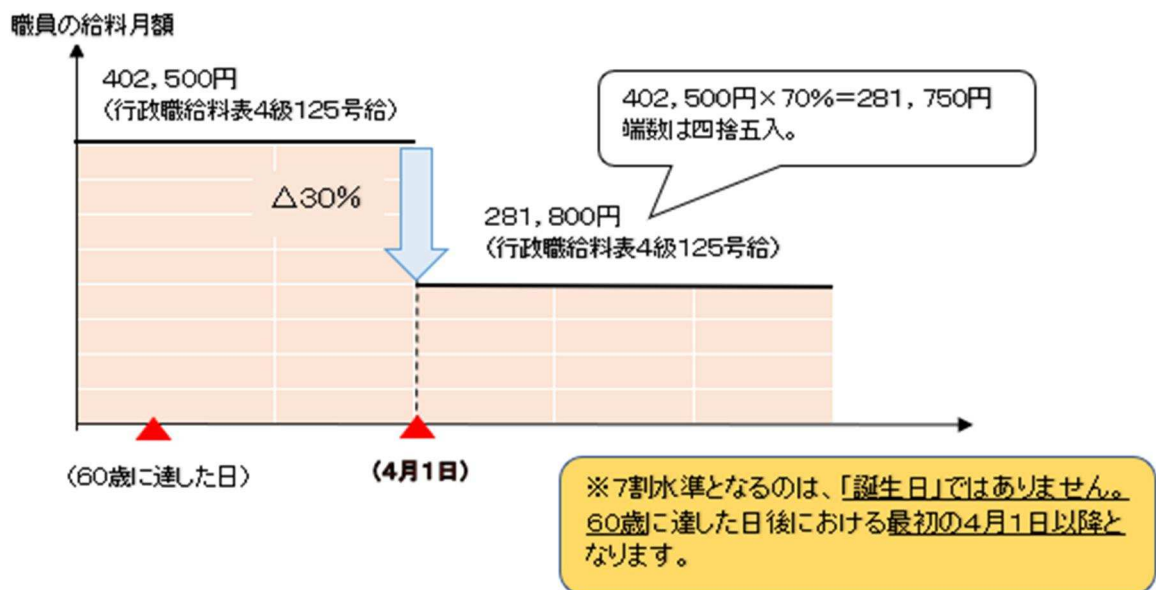 職員の給料月額
402,500円
(行政職給料表4級125号給)
402,500円×70%=281,750円
端数は四捨五入。
△30%
281,800円
(行政職給料表4級125号給)
(60歳に達した日)
(4月1日)
※7割水準となるのは、「誕生日」ではありません。
60歳に達した日後における最初の4月1日以降と
なります。